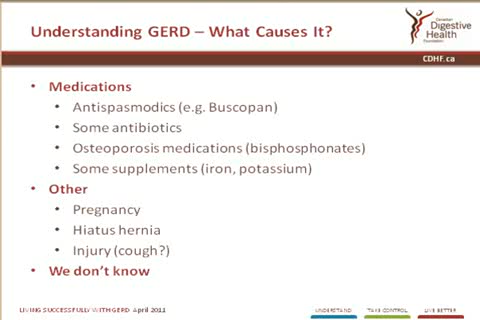 Understanding GERD – What Causes It?
Canadian
Digestive
Health
Foundation
CDHF.ca
• Medications
• Antispasmodics (e.g. Buscopan)
• Some antibiotics
• Osteoporosis medications (bisphosphonates)
• Some supplements (iron, potassium)
• Other
• Pregnancy
• Hiatus hernia
• Injury (cough?)
• We don't know
LIVING SUCCESSFULLY WITH GERD April 2011
UNDERSTAND
TAKE CONTROL
LIVE BETTER